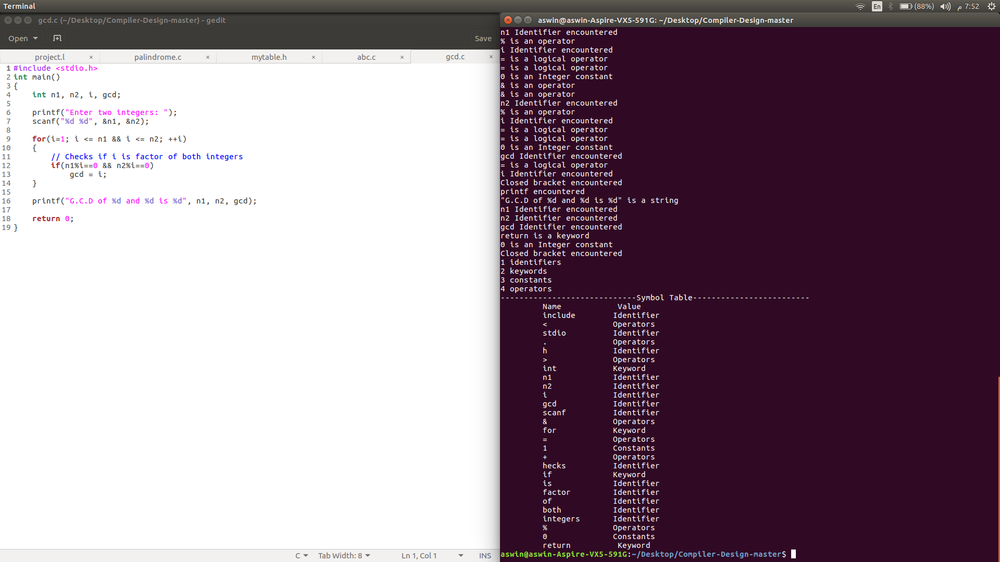 Terminal
En (88%) م 7:52
gcd.c (~/Desktop/Compiler-Design-master) - gedit
Open Save
project.l × palindrome.c × mytable.h × abc.c × gcd.c ×
1 #include <stdio.h>
2 int main()
3 {
4     int n1, n2, i, gcd;
5
6     printf("Enter two integers: ");
7     scanf("%d %d", &n1, &n2);
8
9     for(i=1; i <= n1 && i <= n2; ++i)
10     {
11         // Checks if i is factor of both integers
12         if(n1%i==0 && n2%i==0)
13             gcd = i;
14     }
15
16     printf("G.C.D of %d and %d is %d", n1, n2, gcd);
17
18     return 0;
19 }
C Tab Width: 8 Ln 1, Col 1 INS
aswin@aswin-Aspire-VX5-591G: ~/Desktop/Compiler-Design-master
n1 Identifier encountered
% is an operator
i Identifier encountered
= is a logical operator
= is a logical operator
0 is an Integer constant
& is an operator
& is an operator
n2 Identifier encountered
% is an operator
i Identifier encountered
= is a logical operator
= is a logical operator
0 is an Integer constant
gcd Identifier encountered
= is a logical operator
i Identifier encountered
Closed bracket encountered
printf encountered
"G.C.D of %d and %d is %d" is a string
n1 Identifier encountered
n2 Identifier encountered
gcd Identifier encountered
return is a keyword
0 is an Integer constant
Closed bracket encountered
1 identifiers
2 keywords
3 constants
4 operators
-----------------------------Symbol Table-------------------------
Name Value
include Identifier
< Operators
stdio Identifier
. Operators
h Identifier
> Operators
int Keyword
n1 Identifier
n2 Identifier
i Identifier
gcd Identifier
scanf Identifier
& Operators
for Keyword
= Operators
1 Constants
+ Operators
hecks Identifier
if Keyword
is Identifier
factor Identifier
of Identifier
both Identifier
integers Identifier
% Operators
0 Constants
return Keyword
aswin@aswin-Aspire-VX5-591G:~/Desktop/Compiler-Design-master$